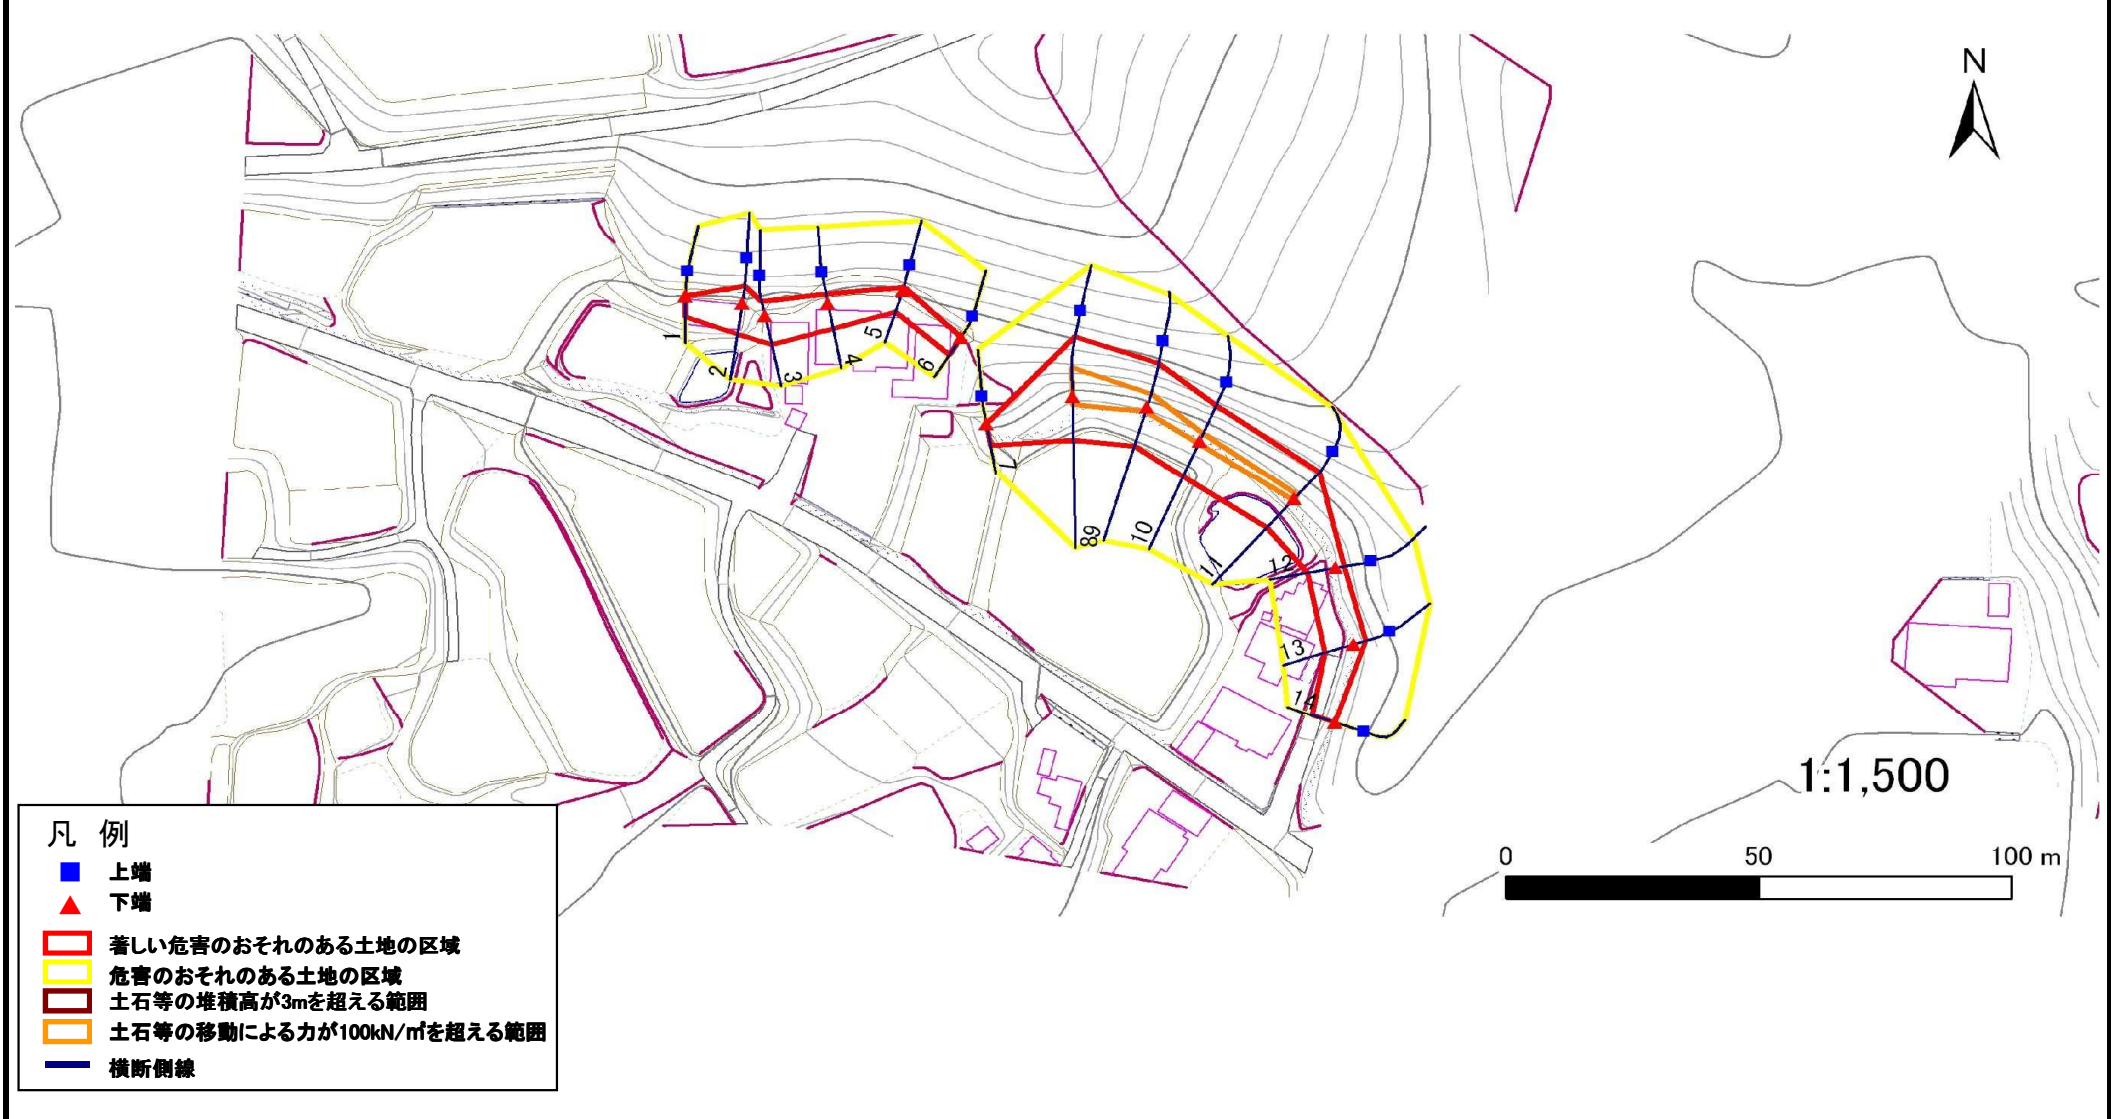 N
1
2
3
4
5
6
7
8
9
10
11
12
13
14
1:1,500
0 50 100 m
凡 例
上端
下端
著しい危害のおそれのある土地の区域
危害のおそれのある土地の区域
土石等の堆積高が3mを超える範囲
土石等の移動による力が100kN/㎡を超える範囲
横断側線